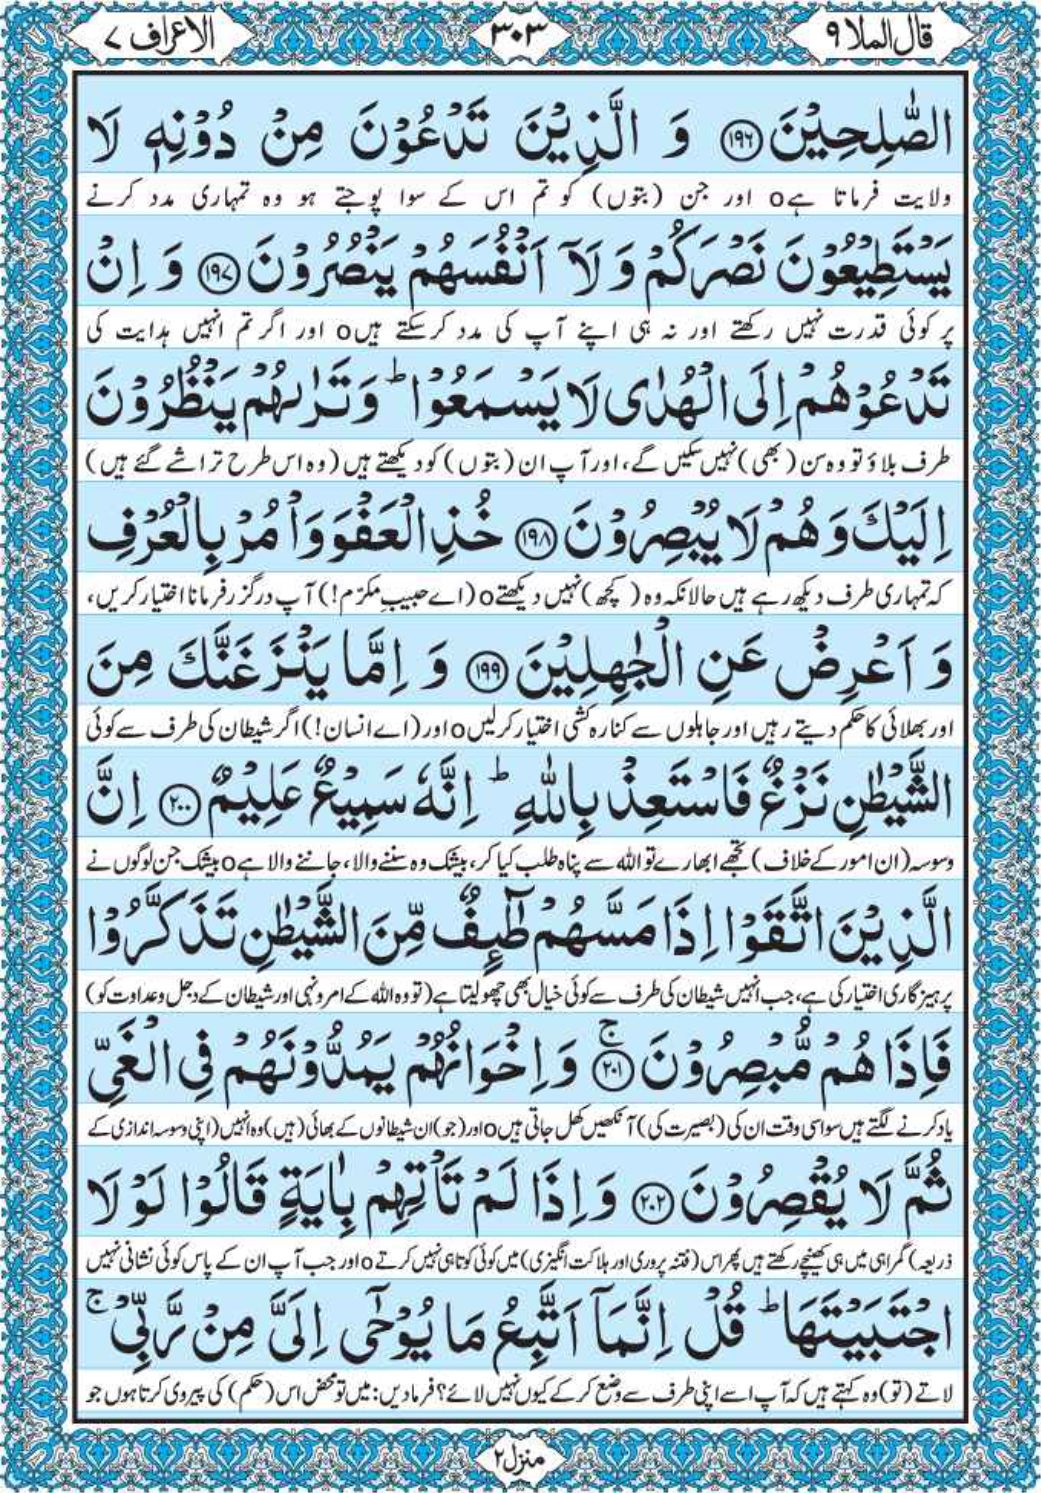 قال الملا ٩
٣٠٣
الاعراف ٧
الصّٰلِحِيْنَ ﴿۱۹۶﴾ وَ الَّذِيْنَ تَدْعُوْنَ مِنْ دُوْنِهٖ لَا
ولایت فرماتا ہے○ اور جن (بتوں) کو تم اس کے سوا پوجتے ہو وہ تمہاری مدد کرنے
يَسْتَطِيْعُوْنَ نَصْرَكُمْ وَ لَاۤ اَنْفُسَهُمْ يَنْصُرُوْنَ ﴿۱۹۷﴾ وَ اِنْ
پر کوئی قدرت نہیں رکھتے اور نہ ہی اپنے آپ کی مدد کرسکتے ہیں○ اور اگر تم انہیں ہدایت کی
تَدْعُوْهُمْ اِلَى الْهُدٰى لَا يَسْمَعُوْا ؕ وَ تَرٰىهُمْ يَنْظُرُوْنَ
طرف بلاؤ تو وہ سن (بھی) نہیں سکیں گے، اور آپ ان (بتوں) کو دیکھتے ہیں (وہ اس طرح تراشے گئے ہیں)
اِلَيْكَ وَ هُمْ لَا يُبْصِرُوْنَ ﴿۱۹۸﴾ خُذِ الْعَفْوَ وَ اْمُرْ بِالْعُرْفِ
کہ تمہاری طرف دیکھ رہے ہیں حالانکہ وہ (کچھ) نہیں دیکھتے○ (اے حبیبِ مکرّم!) آپ درگزر فرمانا اختیار کریں،
وَ اَعْرِضْ عَنِ الْجٰهِلِيْنَ ﴿۱۹۹﴾ وَ اِمَّا يَنْزَغَنَّكَ مِنَ
اور بھلائی کا حکم دیتے رہیں اور جاہلوں سے کنارہ کشی اختیار کرلیں○ اور (اے انسان!) اگر شیطان کی طرف سے کوئی
الشَّيْطٰنِ نَزْغٌ فَاسْتَعِذْ بِاللّٰهِ ؕ اِنَّهٗ سَمِيْعٌ عَلِيْمٌ ﴿۲۰۰﴾ اِنَّ
وسوسہ (ان امور کے خلاف) تجھے ابھارے تو اللہ سے پناہ طلب کیا کر، بیشک وہ سننے والا، جاننے والا ہے○ بیشک جن لوگوں نے
الَّذِيْنَ اتَّقَوْا اِذَا مَسَّهُمْ طٰٓىِٕفٌ مِّنَ الشَّيْطٰنِ تَذَكَّرُوْا
پرہیزگاری اختیار کی ہے، جب انہیں شیطان کی طرف سے کوئی خیال بھی چھو لیتا ہے (تو وہ اللہ کے امر و نہی اور شیطان کے دجل و عداوت کو)
فَاِذَا هُمْ مُّبْصِرُوْنَ ﴿۲۰۱﴾ ۚ وَ اِخْوَانُهُمْ يَمُدُّوْنَهُمْ فِي الْغَيِّ
یاد کرنے لگتے ہیں سو اسی وقت ان کی (بصیرت کی) آنکھیں کھل جاتی ہیں○ اور (جو) ان شیطانوں کے بھائی (ہیں) وہ انہیں (اپنی وسوسہ اندازی کے
ثُمَّ لَا يُقْصِرُوْنَ ﴿۲۰۲﴾ وَ اِذَا لَمْ تَاْتِهِمْ بِاٰيَةٍ قَالُوْا لَوْ لَا
ذریعہ) گمراہی میں ہی کھینچے رکھتے ہیں پھر اس (فتنہ پروری اور ہلاکت انگیزی) میں کوئی کوتاہی نہیں کرتے○ اور جب آپ ان کے پاس کوئی نشانی نہیں
اجْتَبَيْتَهَا ؕ قُلْ اِنَّمَاۤ اَتَّبِعُ مَا يُوْحٰۤى اِلَيَّ مِنْ رَّبِّيْ ۚ
لاتے (تو) وہ کہتے ہیں کہ آپ اسے اپنی طرف سے وضع کرکے کیوں نہیں لائے؟ فرما دیں: میں تو محض اس (حکم) کی پیروی کرتا ہوں جو
منزل ۲